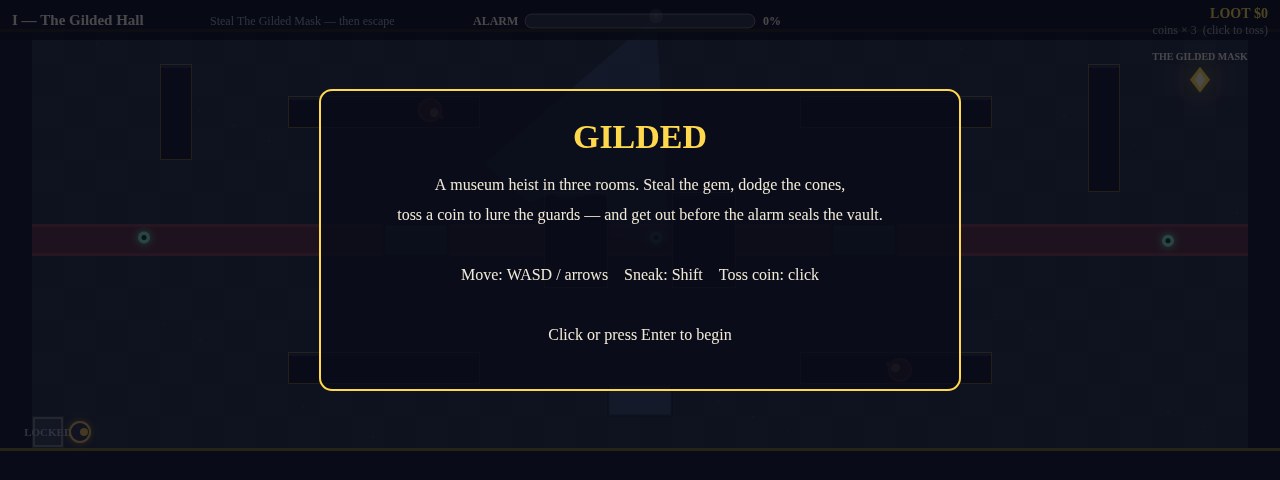 I — The Gilded Hall
Steal The Gilded Mask — then escape
ALARM
0%
LOOT $0
coins × 3 (click to toss)
THE GILDED MASK
GILDED
A museum heist in three rooms. Steal the gem, dodge the cones,
toss a coin to lure the guards — and get out before the alarm seals the vault.
Move: WASD / arrows Sneak: Shift Toss coin: click
Click or press Enter to begin
LOCKED